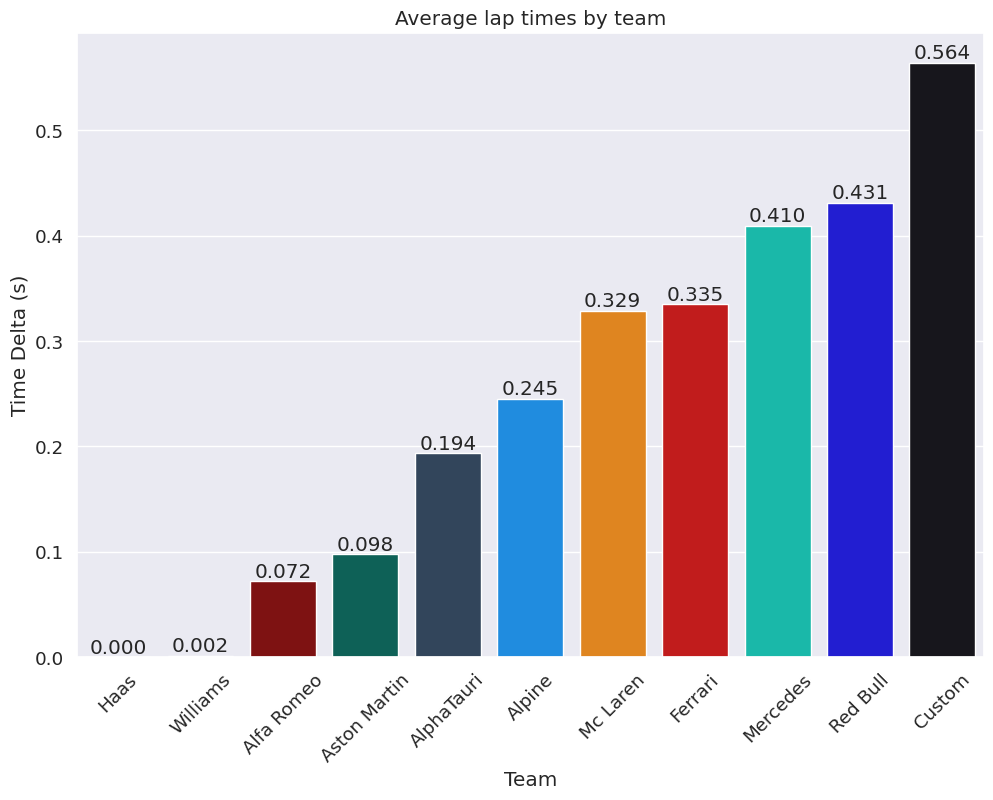 Average lap times by team
Time Delta (s)
0.5
0.4
0.3
0.2
0.1
0.0
0.000
0.002
0.072
0.098
0.194
0.245
0.329
0.335
0.410
0.431
0.564
Haas
Williams
Alfa Romeo
Aston Martin
AlphaTauri
Alpine
Mc Laren
Ferrari
Mercedes
Red Bull
Custom
Team